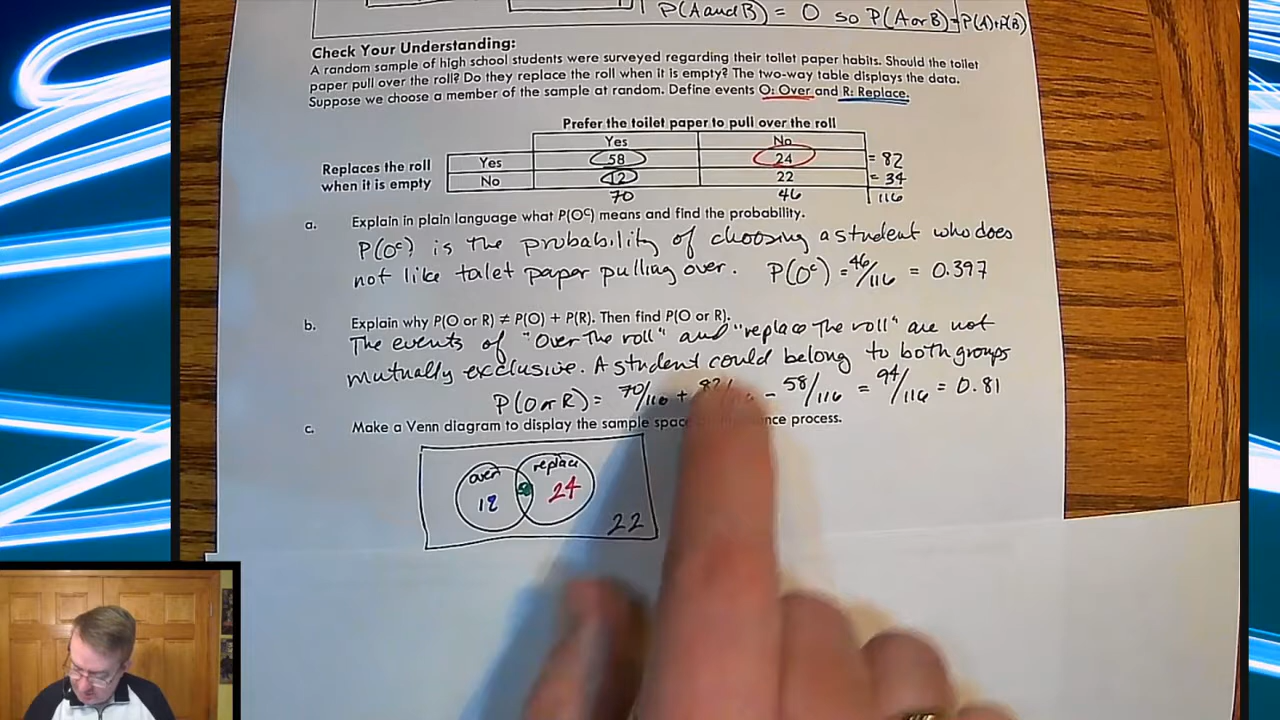 P(A and B) = 0 so P(A or B) = P(A)+P(B)
Check Your Understanding:
A random sample of high school students were surveyed regarding their toilet paper habits. Should the toilet
paper pull over the roll? Do they replace the roll when it is empty? The two-way table displays the data.
Suppose we choose a member of the sample at random. Define events O: Over and R: Replace.
Prefer the toilet paper to pull over the roll
Yes No
Replaces the roll when it is empty
Yes 58 24 = 82
No 12 22 = 34
70 46 116
a. Explain in plain language what P(Oᶜ) means and find the probability.
P(Oᶜ) is the probability of choosing a student who does
not like toilet paper pulling over. P(Oᶜ) = 46/116 = 0.397
b. Explain why P(O or R) ≠ P(O) + P(R). Then find P(O or R).
The events of "Over the roll" and "replace the roll" are not
mutually exclusive. A student could belong to both groups
P(O or R) = 70/116 + 82/ - 58/116 = 94/116 = 0.81
c. Make a Venn diagram to display the sample space chance process.
over replace
12 58 24
22